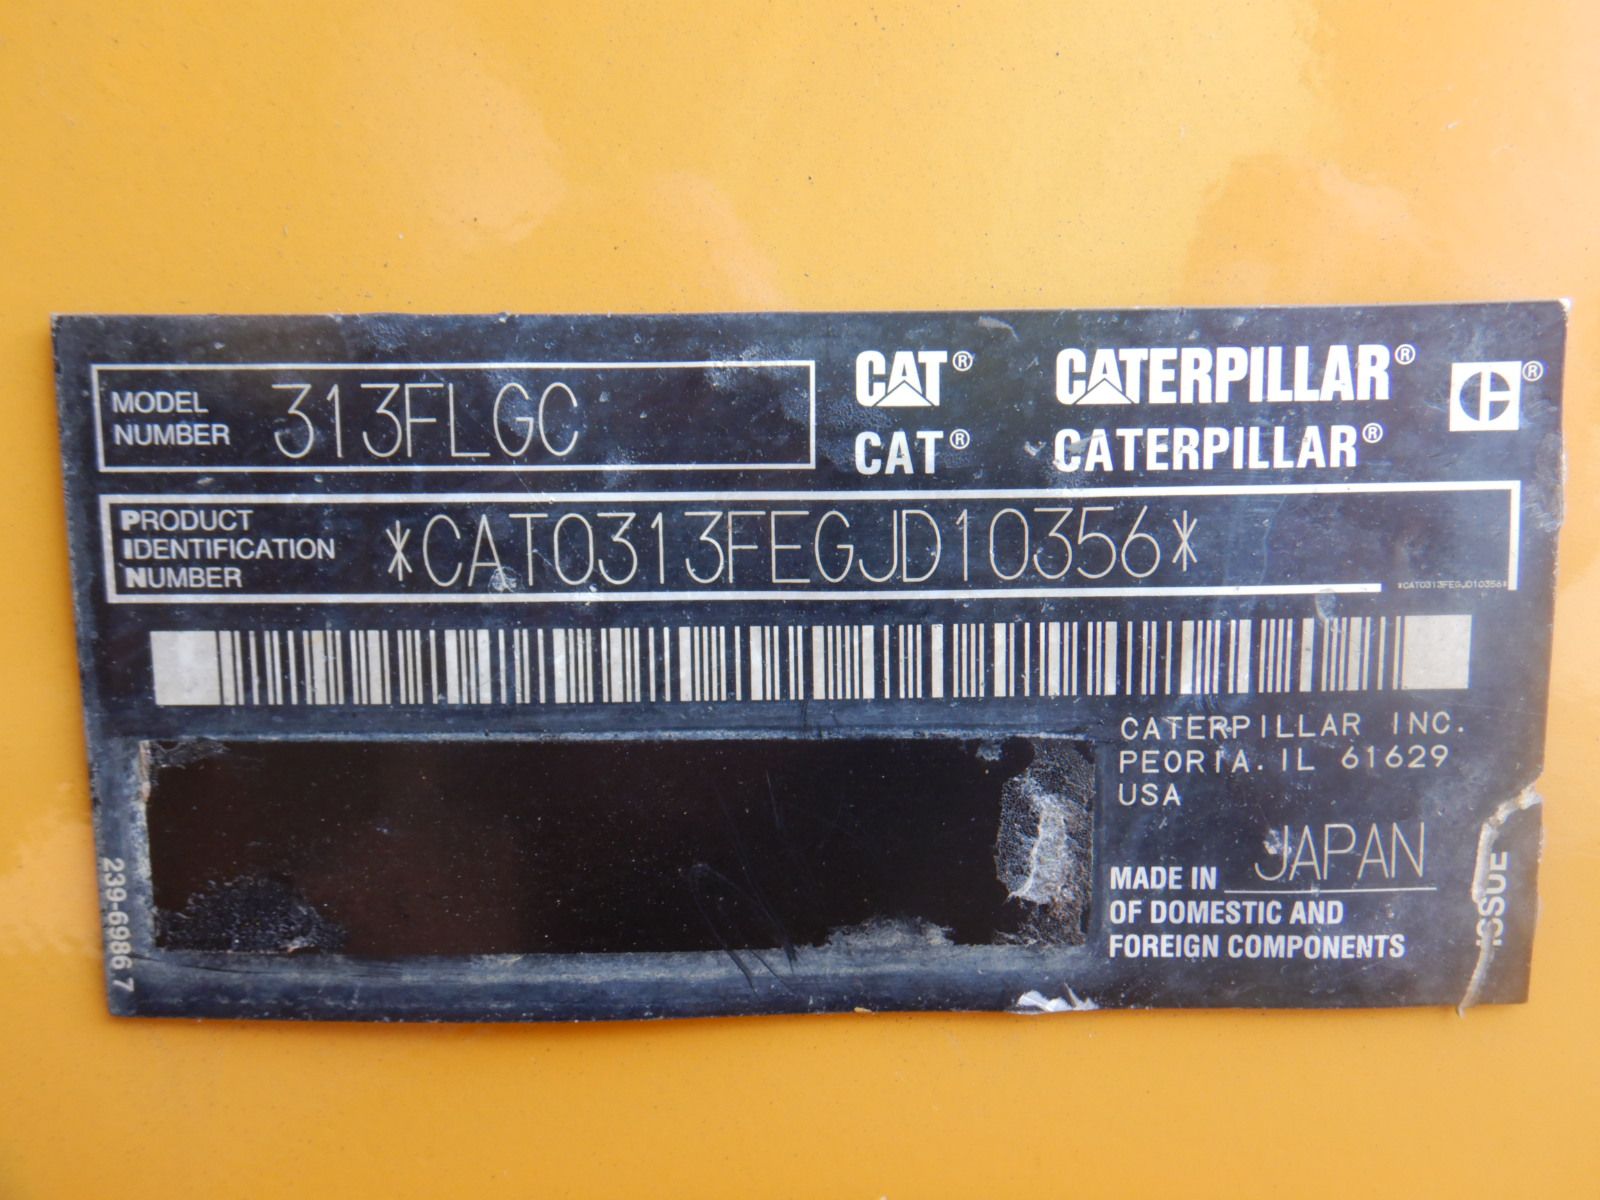 MODEL NUMBER 313FLGC
CAT® CATERPILLAR® ®
CAT® CATERPILLAR®
PRODUCT IDENTIFICATION NUMBER *CAT0313FEGJD10356*
*CAT0313FEGJD10356*
CATERPILLAR INC.
PEORIA. IL 61629
USA
MADE IN JAPAN
OF DOMESTIC AND
FOREIGN COMPONENTS
239-6986 7
ISSUE